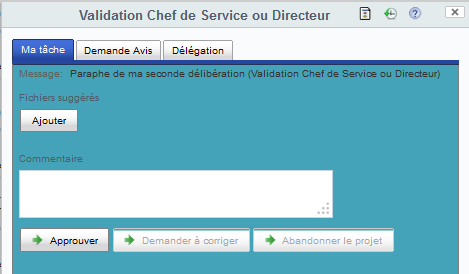 Validation Chef de Service ou Directeur
Ma tâche Demande Avis Délégation
Message: Paraphe de ma seconde délibération (Validation Chef de Service ou Directeur)
Fichiers suggérés
Ajouter
Commentaire
Approuver Demander à corriger Abandonner le projet